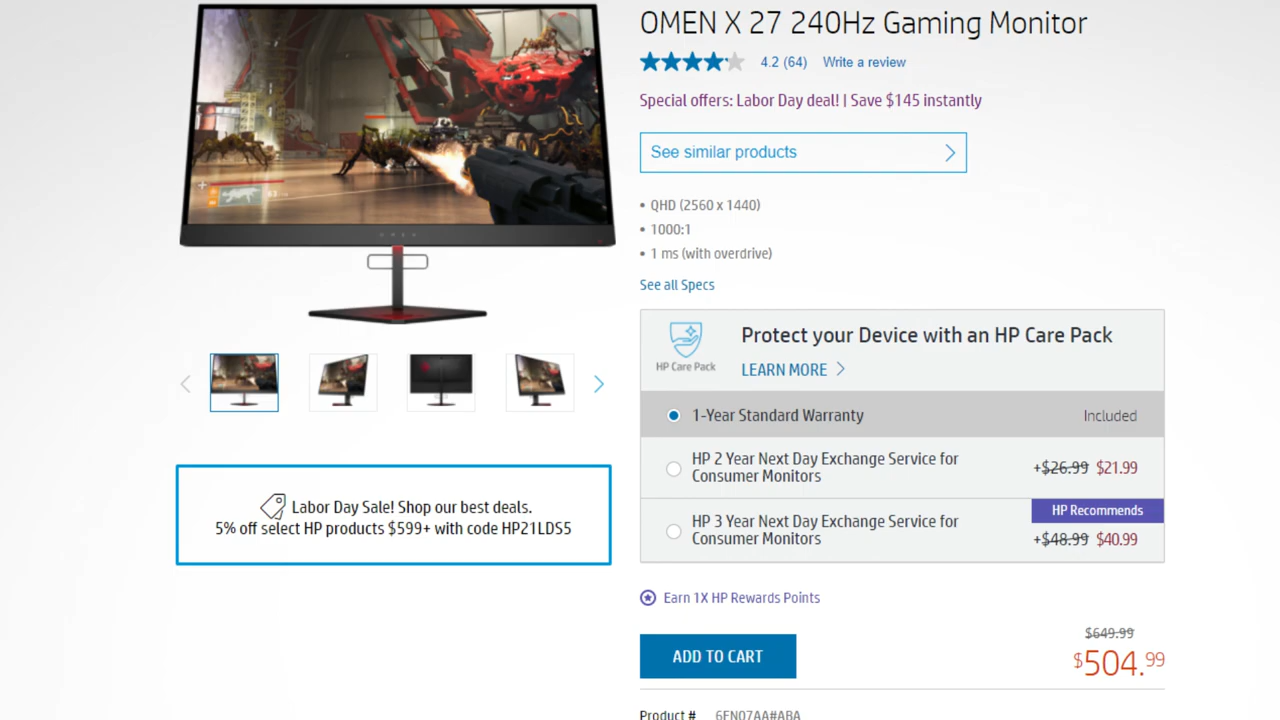 OMEN X 27 240Hz Gaming Monitor
4.2 (64) Write a review
Special offers: Labor Day deal! | Save $145 instantly
See similar products
• QHD (2560 x 1440)
• 1000:1
• 1 ms (with overdrive)
See all Specs
HP Care Pack
Protect your Device with an HP Care Pack
LEARN MORE
1-Year Standard Warranty Included
HP 2 Year Next Day Exchange Service for
Consumer Monitors
+$26.99 $21.99
HP Recommends
HP 3 Year Next Day Exchange Service for
Consumer Monitors
+$48.99 $40.99
Labor Day Sale! Shop our best deals.
5% off select HP products $599+ with code HP21LDS5
Earn 1X HP Rewards Points
ADD TO CART
$649.99
$504.99
Product # 6FN07AA#ABA